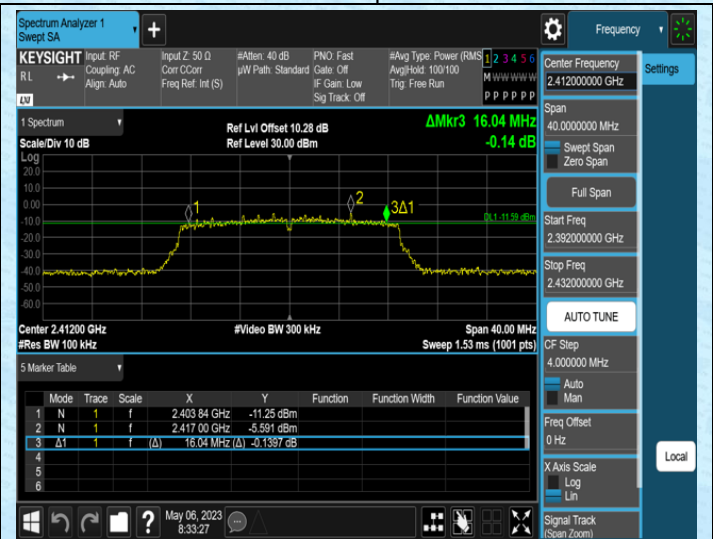 Spectrum Analyzer 1
Swept SA
+
Frequency
KEYSIGHT
RL
LXI
Input: RF
Coupling: AC
Align: Auto
Input Z: 50 Ω
Corr CCorr
Freq Ref: Int (S)
#Atten: 40 dB
µW Path: Standard
PNO: Fast
Gate: Off
IF Gain: Low
Sig Track: Off
#Avg Type: Power (RMS
Avg|Hold: 100/100
Trig: Free Run
1 2 3 4 5 6
M W W W W W
P P P P P P
1 Spectrum
Scale/Div 10 dB
Ref Lvl Offset 10.28 dB
Ref Level 30.00 dBm
ΔMkr3 16.04 MHz
-0.14 dB
Log
20.0
10.0
0.00
-10.0
-20.0
-30.0
-40.0
-50.0
-60.0
1
2
3Δ1
DL1 -11.59 dBm
Center 2.41200 GHz
#Res BW 100 kHz
#Video BW 300 kHz
Span 40.00 MHz
Sweep 1.53 ms (1001 pts)
5 Marker Table
Mode Trace Scale X Y Function Function Width Function Value
1 N 1 f 2.403 84 GHz -11.25 dBm
2 N 1 f 2.417 00 GHz -5.591 dBm
3 Δ1 1 f (Δ) 16.04 MHz (Δ) -0.1397 dB
4
5
6
?
May 06, 2023
8:33:27
Center Frequency
2.412000000 GHz
Settings
Span
40.0000000 MHz
Swept Span
Zero Span
Full Span
Start Freq
2.392000000 GHz
Stop Freq
2.432000000 GHz
AUTO TUNE
CF Step
4.000000 MHz
Auto
Man
Freq Offset
0 Hz
Local
X Axis Scale
Log
Lin
Signal Track
(Span Zoom)